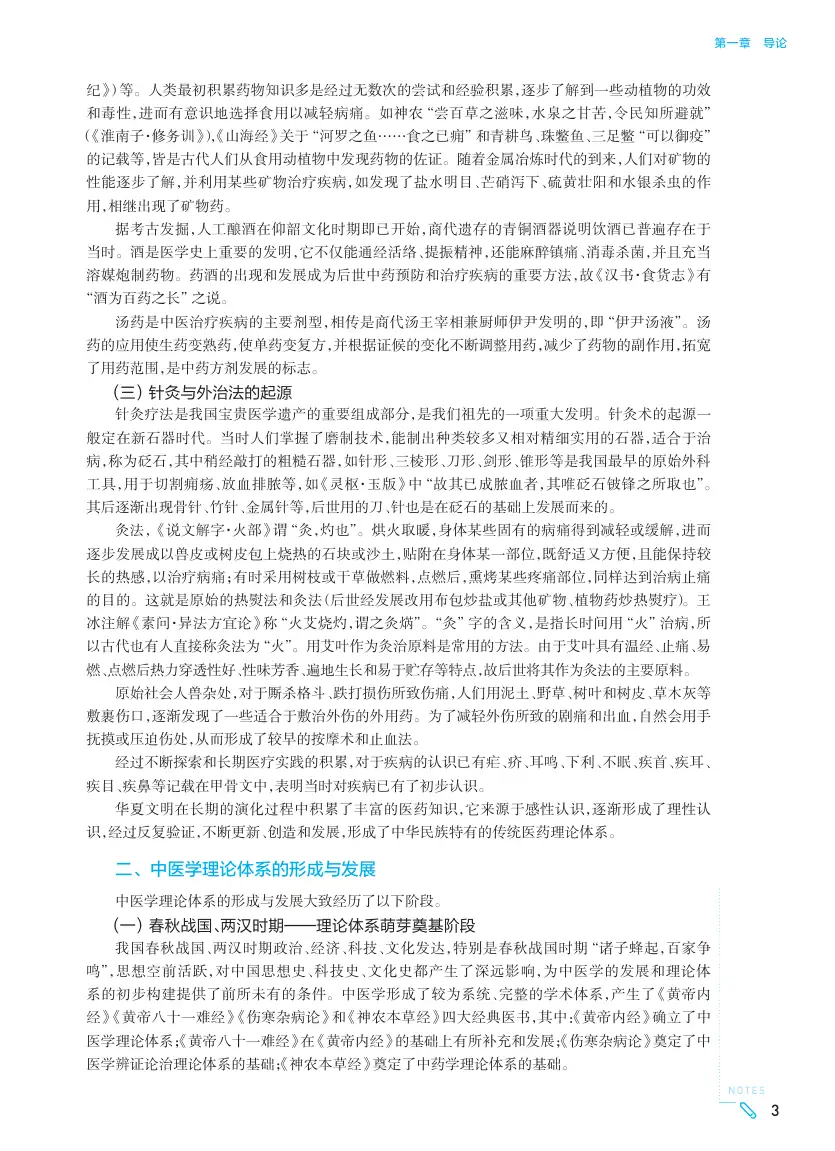 第一章 导论
纪》)等。人类最初积累药物知识多是经过无数次的尝试和经验积累,逐步了解到一些动植物的功效
和毒性,进而有意识地选择食用以减轻病痛。如神农“尝百草之滋味,水泉之甘苦,令民知所避就”
(《淮南子·修务训》),《山海经》关于“河罗之鱼……食之已痈”和青耕鸟、珠鳖鱼、三足鳖“可以御疫”
的记载等,皆是古代人们从食用动植物中发现药物的佐证。随着金属冶炼时代的到来,人们对矿物的
性能逐步了解,并利用某些矿物治疗疾病,如发现了盐水明目、芒硝泻下、硫黄壮阳和水银杀虫的作
用,相继出现了矿物药。
据考古发掘,人工酿酒在仰韶文化时期即已开始,商代遗存的青铜酒器说明饮酒已普遍存在于
当时。酒是医学史上重要的发明,它不仅能通经活络、提振精神,还能麻醉镇痛、消毒杀菌,并且充当
溶媒炮制药物。药酒的出现和发展成为后世中药预防和治疗疾病的重要方法,故《汉书·食货志》有
“酒为百药之长”之说。
汤药是中医治疗疾病的主要剂型,相传是商代汤王宰相兼厨师伊尹发明的,即“伊尹汤液”。汤
药的应用使生药变熟药,使单药变复方,并根据证候的变化不断调整用药,减少了药物的副作用,拓宽
了用药范围,是中药方剂发展的标志。
(三)针灸与外治法的起源
针灸疗法是我国宝贵医学遗产的重要组成部分,是我们祖先的一项重大发明。针灸术的起源一
般定在新石器时代。当时人们掌握了磨制技术,能制出种类较多又相对精细实用的石器,适合于治
病,称为砭石,其中稍经敲打的粗糙石器,如针形、三棱形、刀形、剑形、锥形等是我国最早的原始外科
工具,用于切割痈疡、放血排脓等,如《灵枢·玉版》中“故其已成脓血者,其唯砭石铍锋之所取也”。
其后逐渐出现骨针、竹针、金属针等,后世用的刀、针也是在砭石的基础上发展而来的。
灸法,《说文解字·火部》谓“灸,灼也”。烘火取暖,身体某些固有的病痛得到减轻或缓解,进而
逐步发展成以兽皮或树皮包上烧热的石块或沙土,贴附在身体某一部位,既舒适又方便,且能保持较
长的热感,以治疗病痛;有时采用树枝或干草做燃料,点燃后,熏烤某些疼痛部位,同样达到治病止痛
的目的。这就是原始的热熨法和灸法(后世经发展改用布包炒盐或其他矿物、植物药炒热熨疗)。王
冰注解《素问·异法方宜论》称“火艾烧灼,谓之灸焫”。“灸”字的含义,是指长时间用“火”治病,所
以古代也有人直接称灸法为“火”。用艾叶作为灸治原料是常用的方法。由于艾叶具有温经、止痛、易
燃、点燃后热力穿透性好、性味芳香、遍地生长和易于贮存等特点,故后世将其作为灸法的主要原料。
原始社会人兽杂处,对于厮杀格斗、跌打损伤所致伤痛,人们用泥土、野草、树叶和树皮、草木灰等
敷裹伤口,逐渐发现了一些适合于敷治外伤的外用药。为了减轻外伤所致的剧痛和出血,自然会用手
抚摸或压迫伤处,从而形成了较早的按摩术和止血法。
经过不断探索和长期医疗实践的积累,对于疾病的认识已有疟、疥、耳鸣、下利、不眠、疾首、疾耳、
疾目、疾鼻等记载在甲骨文中,表明当时对疾病已有了初步认识。
华夏文明在长期的演化过程中积累了丰富的医药知识,它来源于感性认识,逐渐形成了理性认
识,经过反复验证,不断更新、创造和发展,形成了中华民族特有的传统医药理论体系。
二、中医学理论体系的形成与发展
中医学理论体系的形成与发展大致经历了以下阶段。
(一)春秋战国、两汉时期——理论体系萌芽奠基阶段
我国春秋战国、两汉时期政治、经济、科技、文化发达,特别是春秋战国时期“诸子蜂起,百家争
鸣”,思想空前活跃,对中国思想史、科技史、文化史都产生了深远影响,为中医学的发展和理论体
系的初步构建提供了前所未有的条件。中医学形成了较为系统、完整的学术体系,产生了《黄帝内
经》《黄帝八十一难经》《伤寒杂病论》和《神农本草经》四大经典医书,其中:《黄帝内经》确立了中
医学理论体系;《黄帝八十一难经》在《黄帝内经》的基础上有所补充和发展;《伤寒杂病论》奠定了中
医学辨证论治理论体系的基础;《神农本草经》奠定了中药学理论体系的基础。
NOTES
3